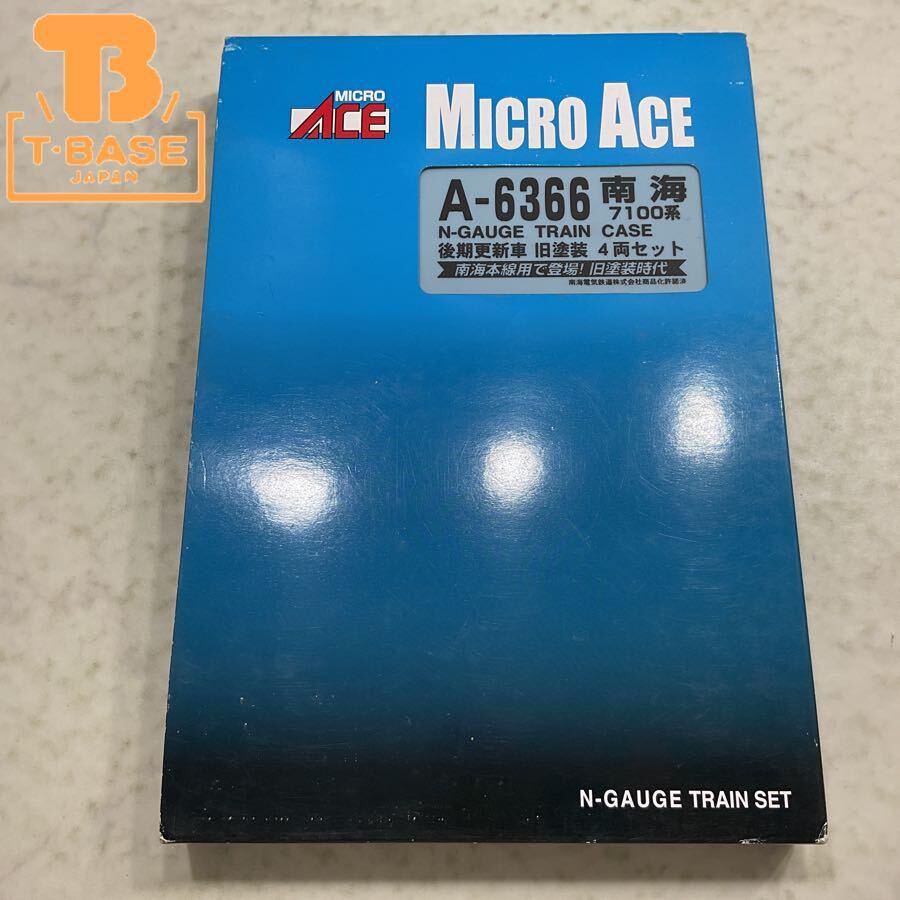 T・BASE
JAPAN
MICRO
ACE
MICRO ACE
A-6366 南海
7100系
N-GAUGE TRAIN CASE
後期更新車 旧塗装 4両セット
南海本線用で登場! 旧塗装時代
南海電気鉄道株式会社商品化許諾済
N-GAUGE TRAIN SET